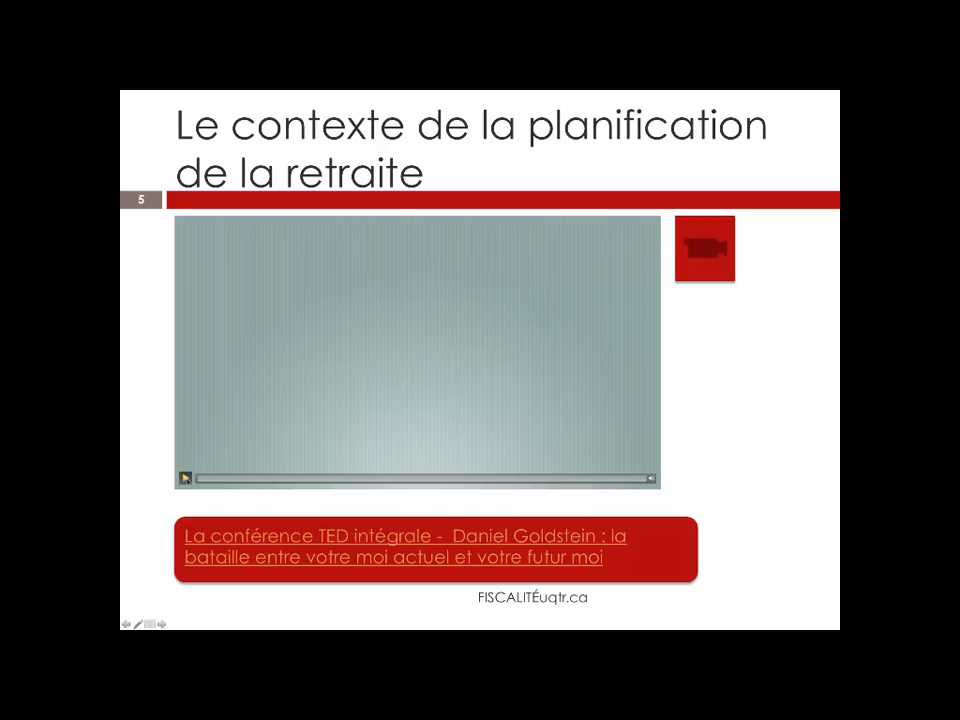 Le contexte de la planification
de la retraite
5
La conférence TED intégrale - Daniel Goldstein : la
bataille entre votre moi actuel et votre futur moi
FISCALITÉuqtr.ca